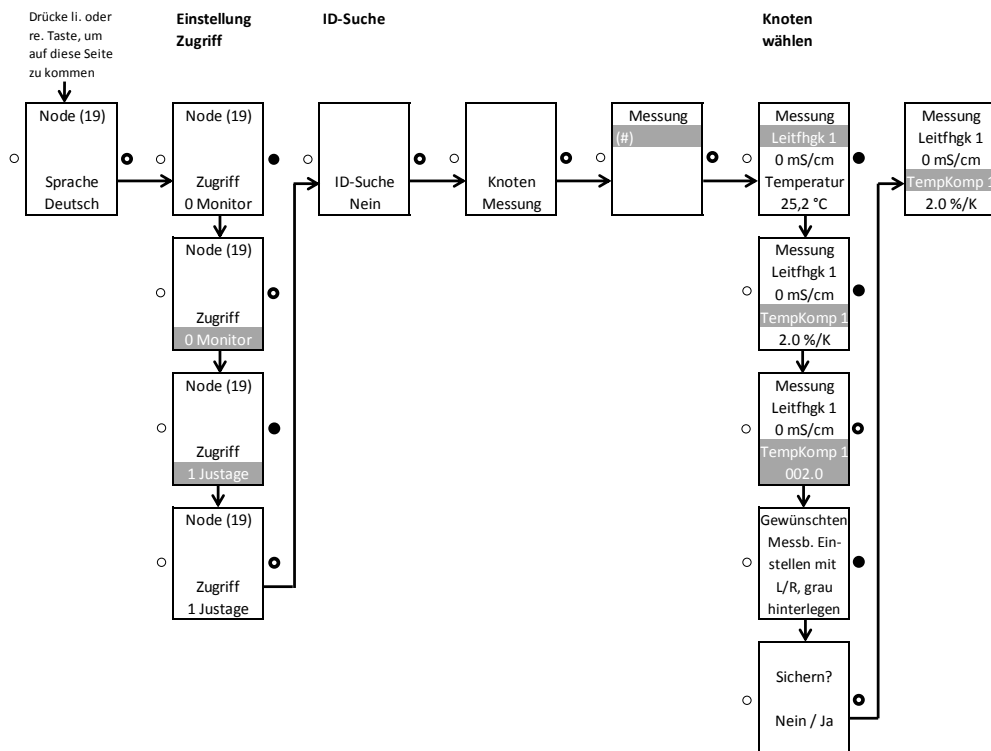 Drücke li. oder
re. Taste, um
auf diese Seite
zu kommen
Einstellung
Zugriff
ID-Suche
Knoten
wählen
Node (19)
Sprache
Deutsch
Node (19)
Zugriff
0 Monitor
Node (19)
Zugriff
0 Monitor
Node (19)
Zugriff
1 Justage
Node (19)
Zugriff
1 Justage
ID-Suche
Nein
Knoten
Messung
Messung
(#)
Messung
Leitfhgk 1
0 mS/cm
Temperatur
25,2 °C
Messung
Leitfhgk 1
0 mS/cm
TempKomp 1
2.0 %/K
Messung
Leitfhgk 1
0 mS/cm
TempKomp 1
002.0
Gewünschten
Messb. Ein-
stellen mit
L/R, grau
hinterlegen
Sichern?
Nein / Ja
Messung
Leitfhgk 1
0 mS/cm
TempKomp 1
2.0 %/K